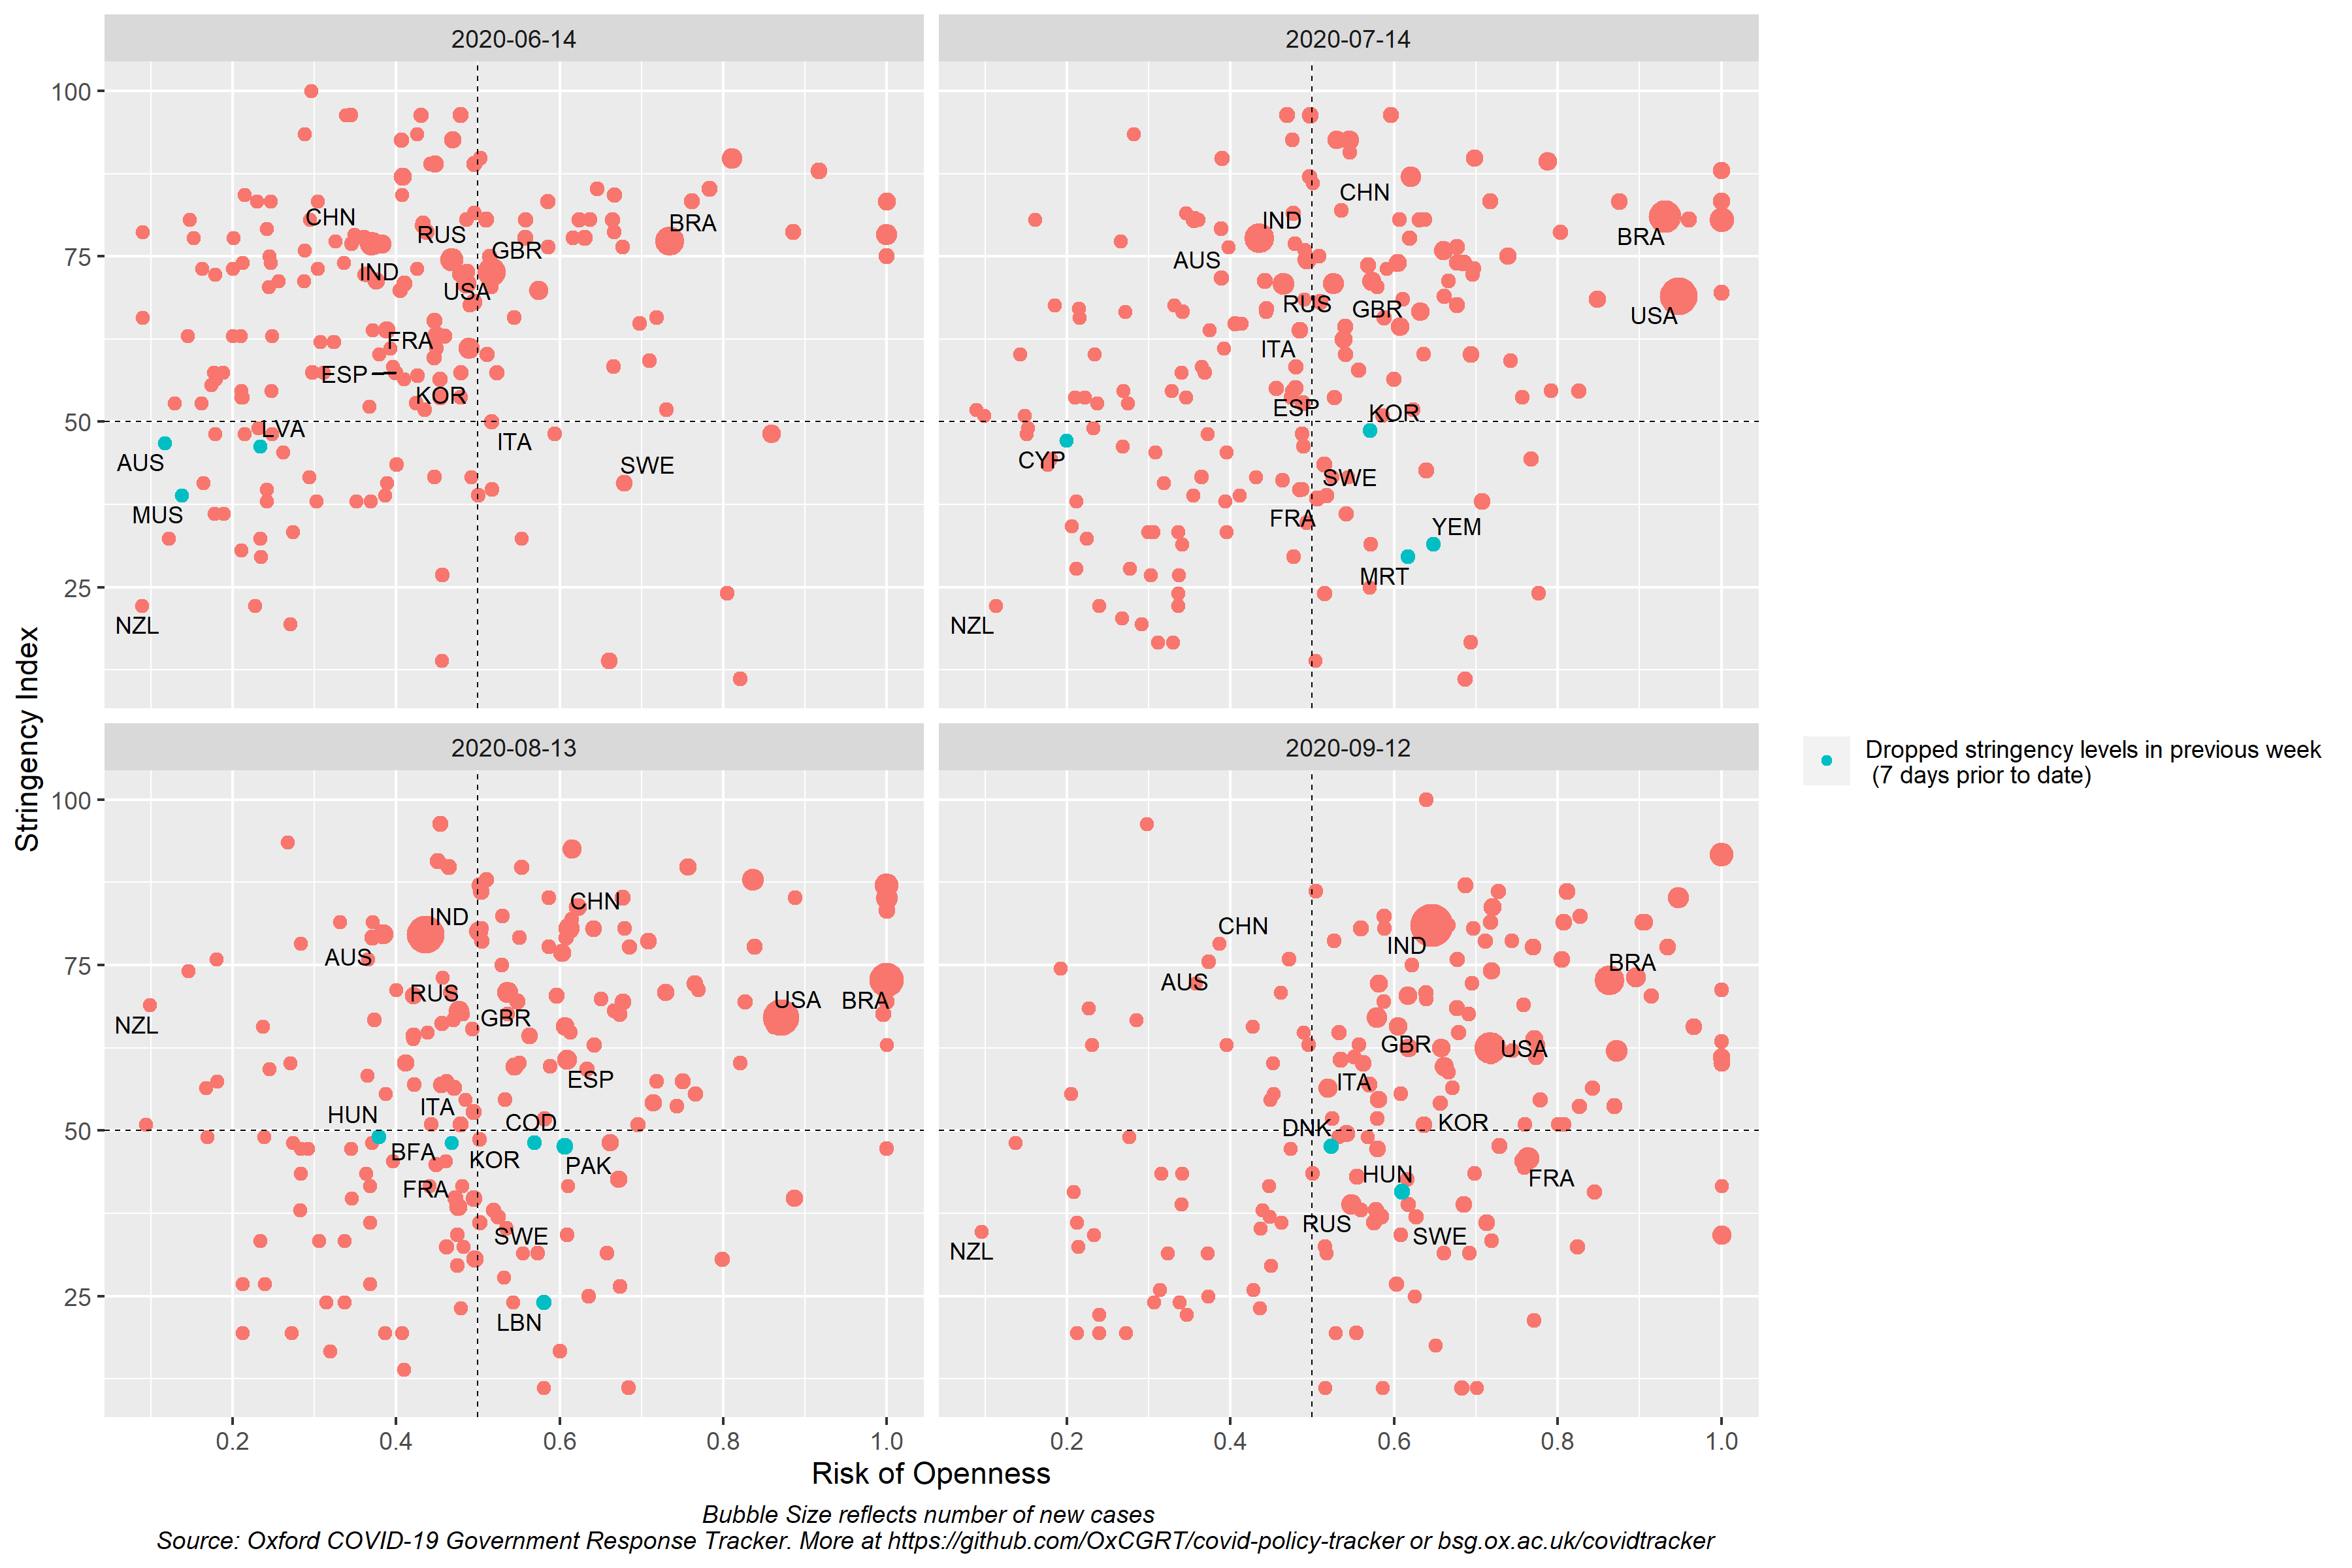 2020-06-14
2020-07-14
100
75
50
25
CHN
RUS
BRA
GBR
IND
USA
FRA
ESP
KOR
LVA
AUS
ITA
SWE
MUS
NZL
CHN
IND
BRA
AUS
RUS
GBR
USA
ITA
ESP
KOR
CYP
SWE
FRA
YEM
MRT
NZL
Stringency Index
2020-08-13
2020-09-12
Dropped stringency levels in previous week
(7 days prior to date)
100
75
50
25
CHN
IND
AUS
RUS
USA
BRA
NZL
GBR
ESP
HUN
ITA
COD
BFA
KOR
PAK
FRA
SWE
LBN
CHN
IND
BRA
AUS
GBR
USA
ITA
DNK
KOR
HUN
FRA
RUS
SWE
NZL
0.2 0.4 0.6 0.8 1.0
0.2 0.4 0.6 0.8 1.0
Risk of Openness
Bubble Size reflects number of new cases
Source: Oxford COVID-19 Government Response Tracker. More at https://github.com/OxCGRT/covid-policy-tracker or bsg.ox.ac.uk/covidtracker